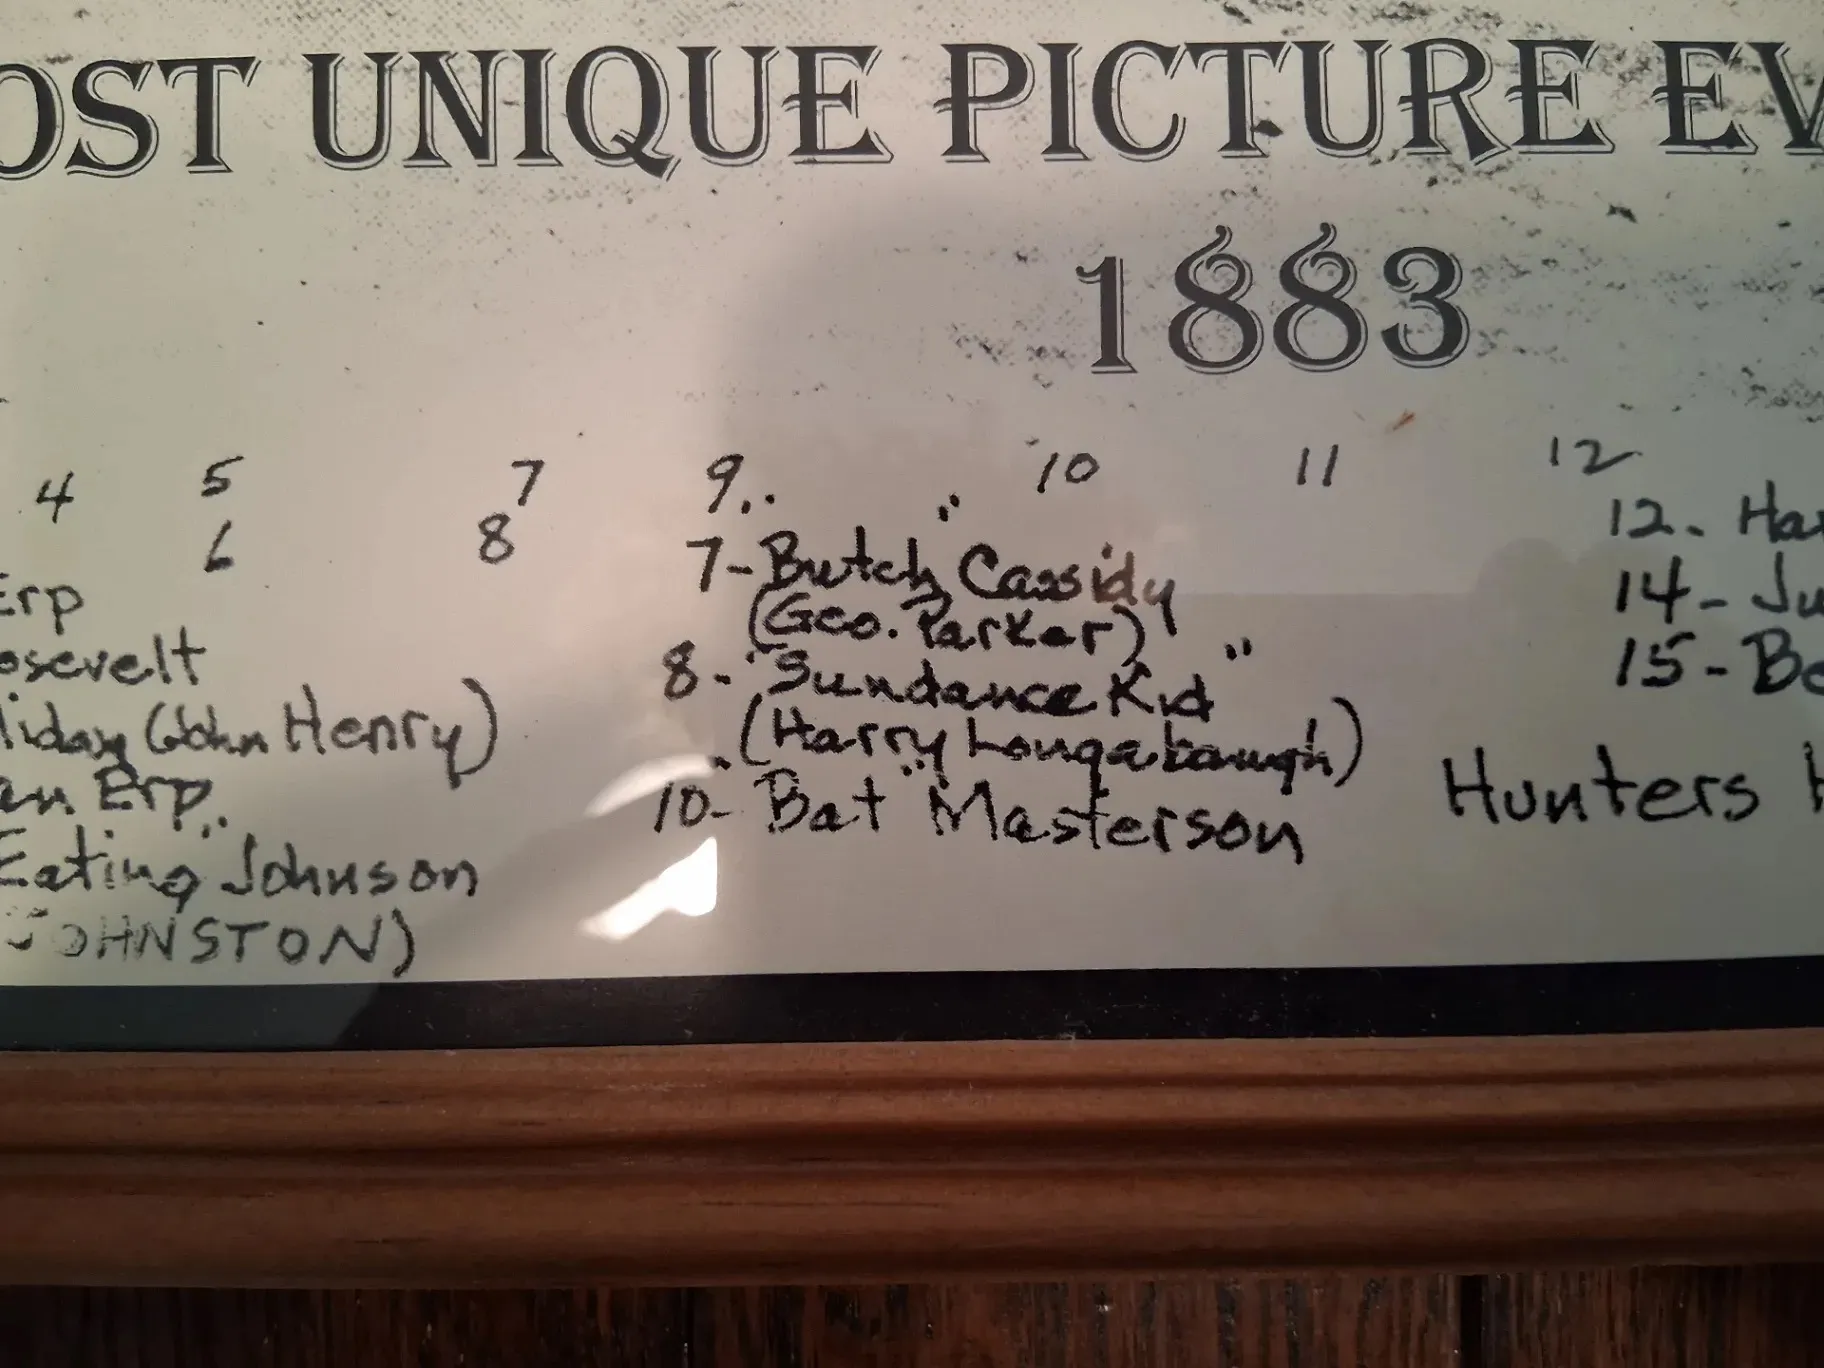 OST UNIQUE PICTURE EV
1883
4 5 7 9 10 11 12
6 8
Erp
osevelt
liday (John Henry)
an Erp
Eating" Johnson
JOHNSTON)
7- "Butch" Cassidy
(Geo. Parker)
8- "Sundance Kid"
(Harry Longabaugh)
10- "Bat" Masterson
12. Ha
14- Ju
15- Be
Hunters H